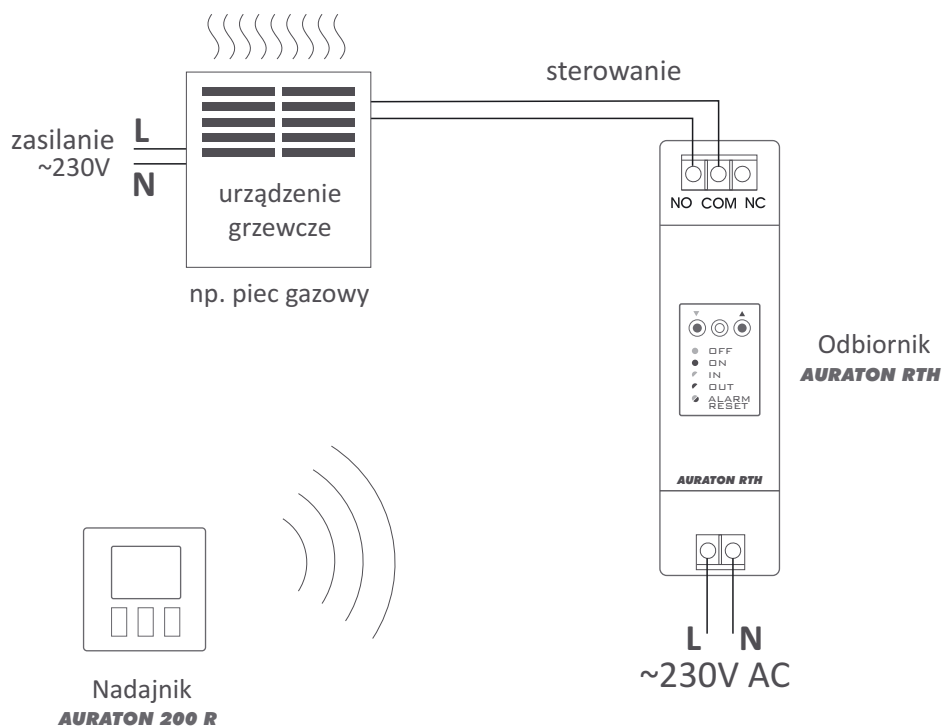 sterowanie
zasilanie
~230V
L
N
urządzenie
grzewcze
np. piec gazowy
NO COM NC
OFF
ON
IN
OUT
ALARM
RESET
Odbiornik
AURATON RTH
AURATON RTH
L N
~230V AC
Nadajnik
AURATON 200 R